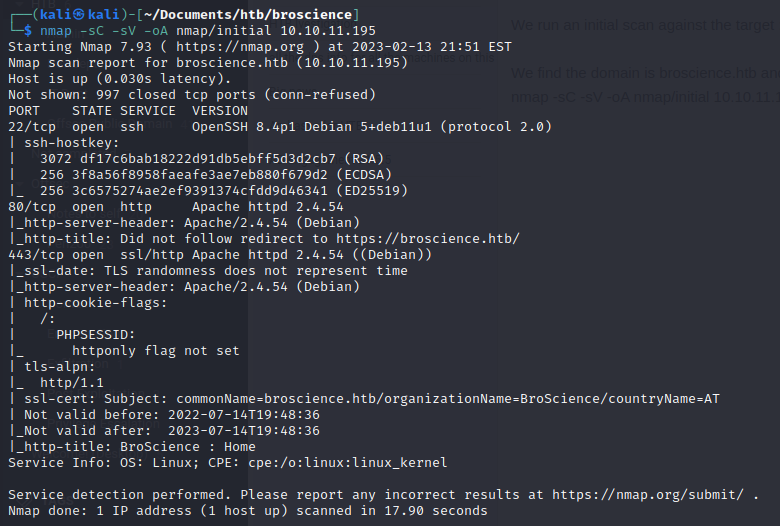 ┌──(kali㉿kali)-[~/Documents/htb/broscience]
└─$ nmap -sC -sV -oA nmap/initial 10.10.11.195
Starting Nmap 7.93 ( https://nmap.org ) at 2023-02-13 21:51 EST
Nmap scan report for broscience.htb (10.10.11.195)
Host is up (0.030s latency).
Not shown: 997 closed tcp ports (conn-refused)
PORT    STATE SERVICE  VERSION
22/tcp  open  ssh      OpenSSH 8.4p1 Debian 5+deb11u1 (protocol 2.0)
| ssh-hostkey:
|   3072 df17c6bab18222d91db5ebff5d3d2cb7 (RSA)
|   256 3f8a56f8958faeafe3ae7eb880f679d2 (ECDSA)
|_  256 3c6575274ae2ef9391374cfdd9d46341 (ED25519)
80/tcp  open  http     Apache httpd 2.4.54
|_http-server-header: Apache/2.4.54 (Debian)
|_http-title: Did not follow redirect to https://broscience.htb/
443/tcp open  ssl/http Apache httpd 2.4.54 ((Debian))
|_ssl-date: TLS randomness does not represent time
|_http-server-header: Apache/2.4.54 (Debian)
| http-cookie-flags:
|   /:
|     PHPSESSID:
|_      httponly flag not set
| tls-alpn:
|_  http/1.1
| ssl-cert: Subject: commonName=broscience.htb/organizationName=BroScience/countryName=AT
| Not valid before: 2022-07-14T19:48:36
|_Not valid after:  2023-07-14T19:48:36
|_http-title: BroScience : Home
Service Info: OS: Linux; CPE: cpe:/o:linux:linux_kernel

Service detection performed. Please report any incorrect results at https://nmap.org/submit/ .
Nmap done: 1 IP address (1 host up) scanned in 17.90 seconds
We run an initial scan against the target
We find the domain is broscience.htb an
nmap -sC -sV -oA nmap/initial 10.10.11.1